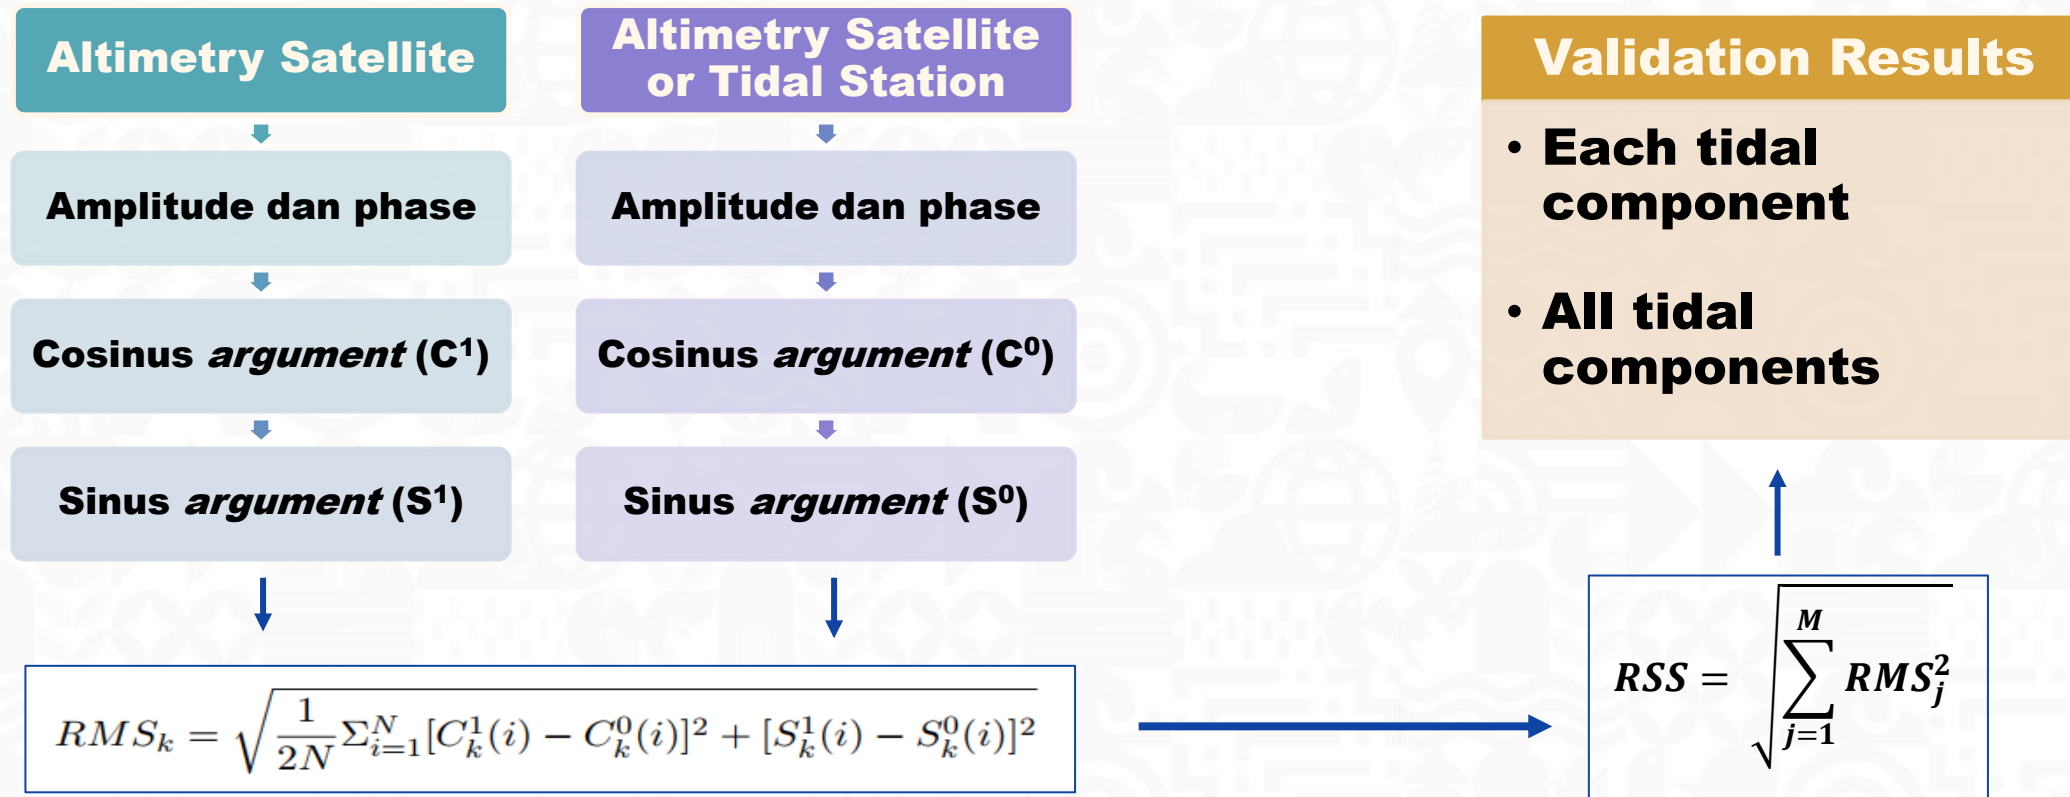 Altimetry Satellite
Amplitude dan phase
Cosinus argument (C¹)
Sinus argument (S¹)
Altimetry Satellite
or Tidal Station
Amplitude dan phase
Cosinus argument (C⁰)
Sinus argument (S⁰)
RMS_k = √(1/2N Σ_{i=1}^{N} [C_k^1(i) − C_k^0(i)]² + [S_k^1(i) − S_k^0(i)]²)
RSS = √(∑_{j=1}^{M} RMS_j^2)
Validation Results
• Each tidal
component
• All tidal
components